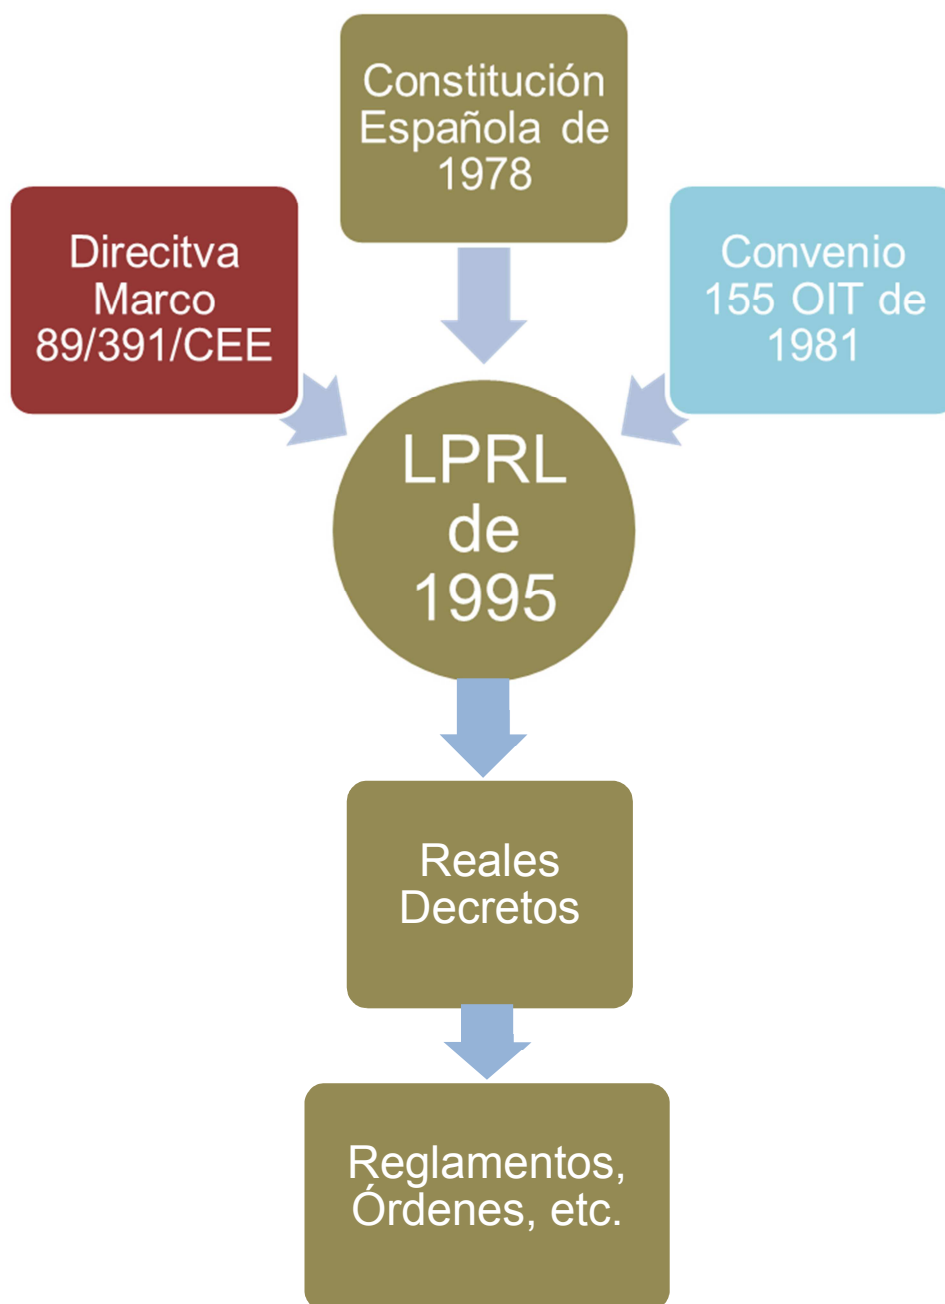 Constitución
Española de
1978
Direcitva
Marco
89/391/CEE
Convenio
155 OIT de
1981
LPRL
de
1995
Reales
Decretos
Reglamentos,
Órdenes, etc.